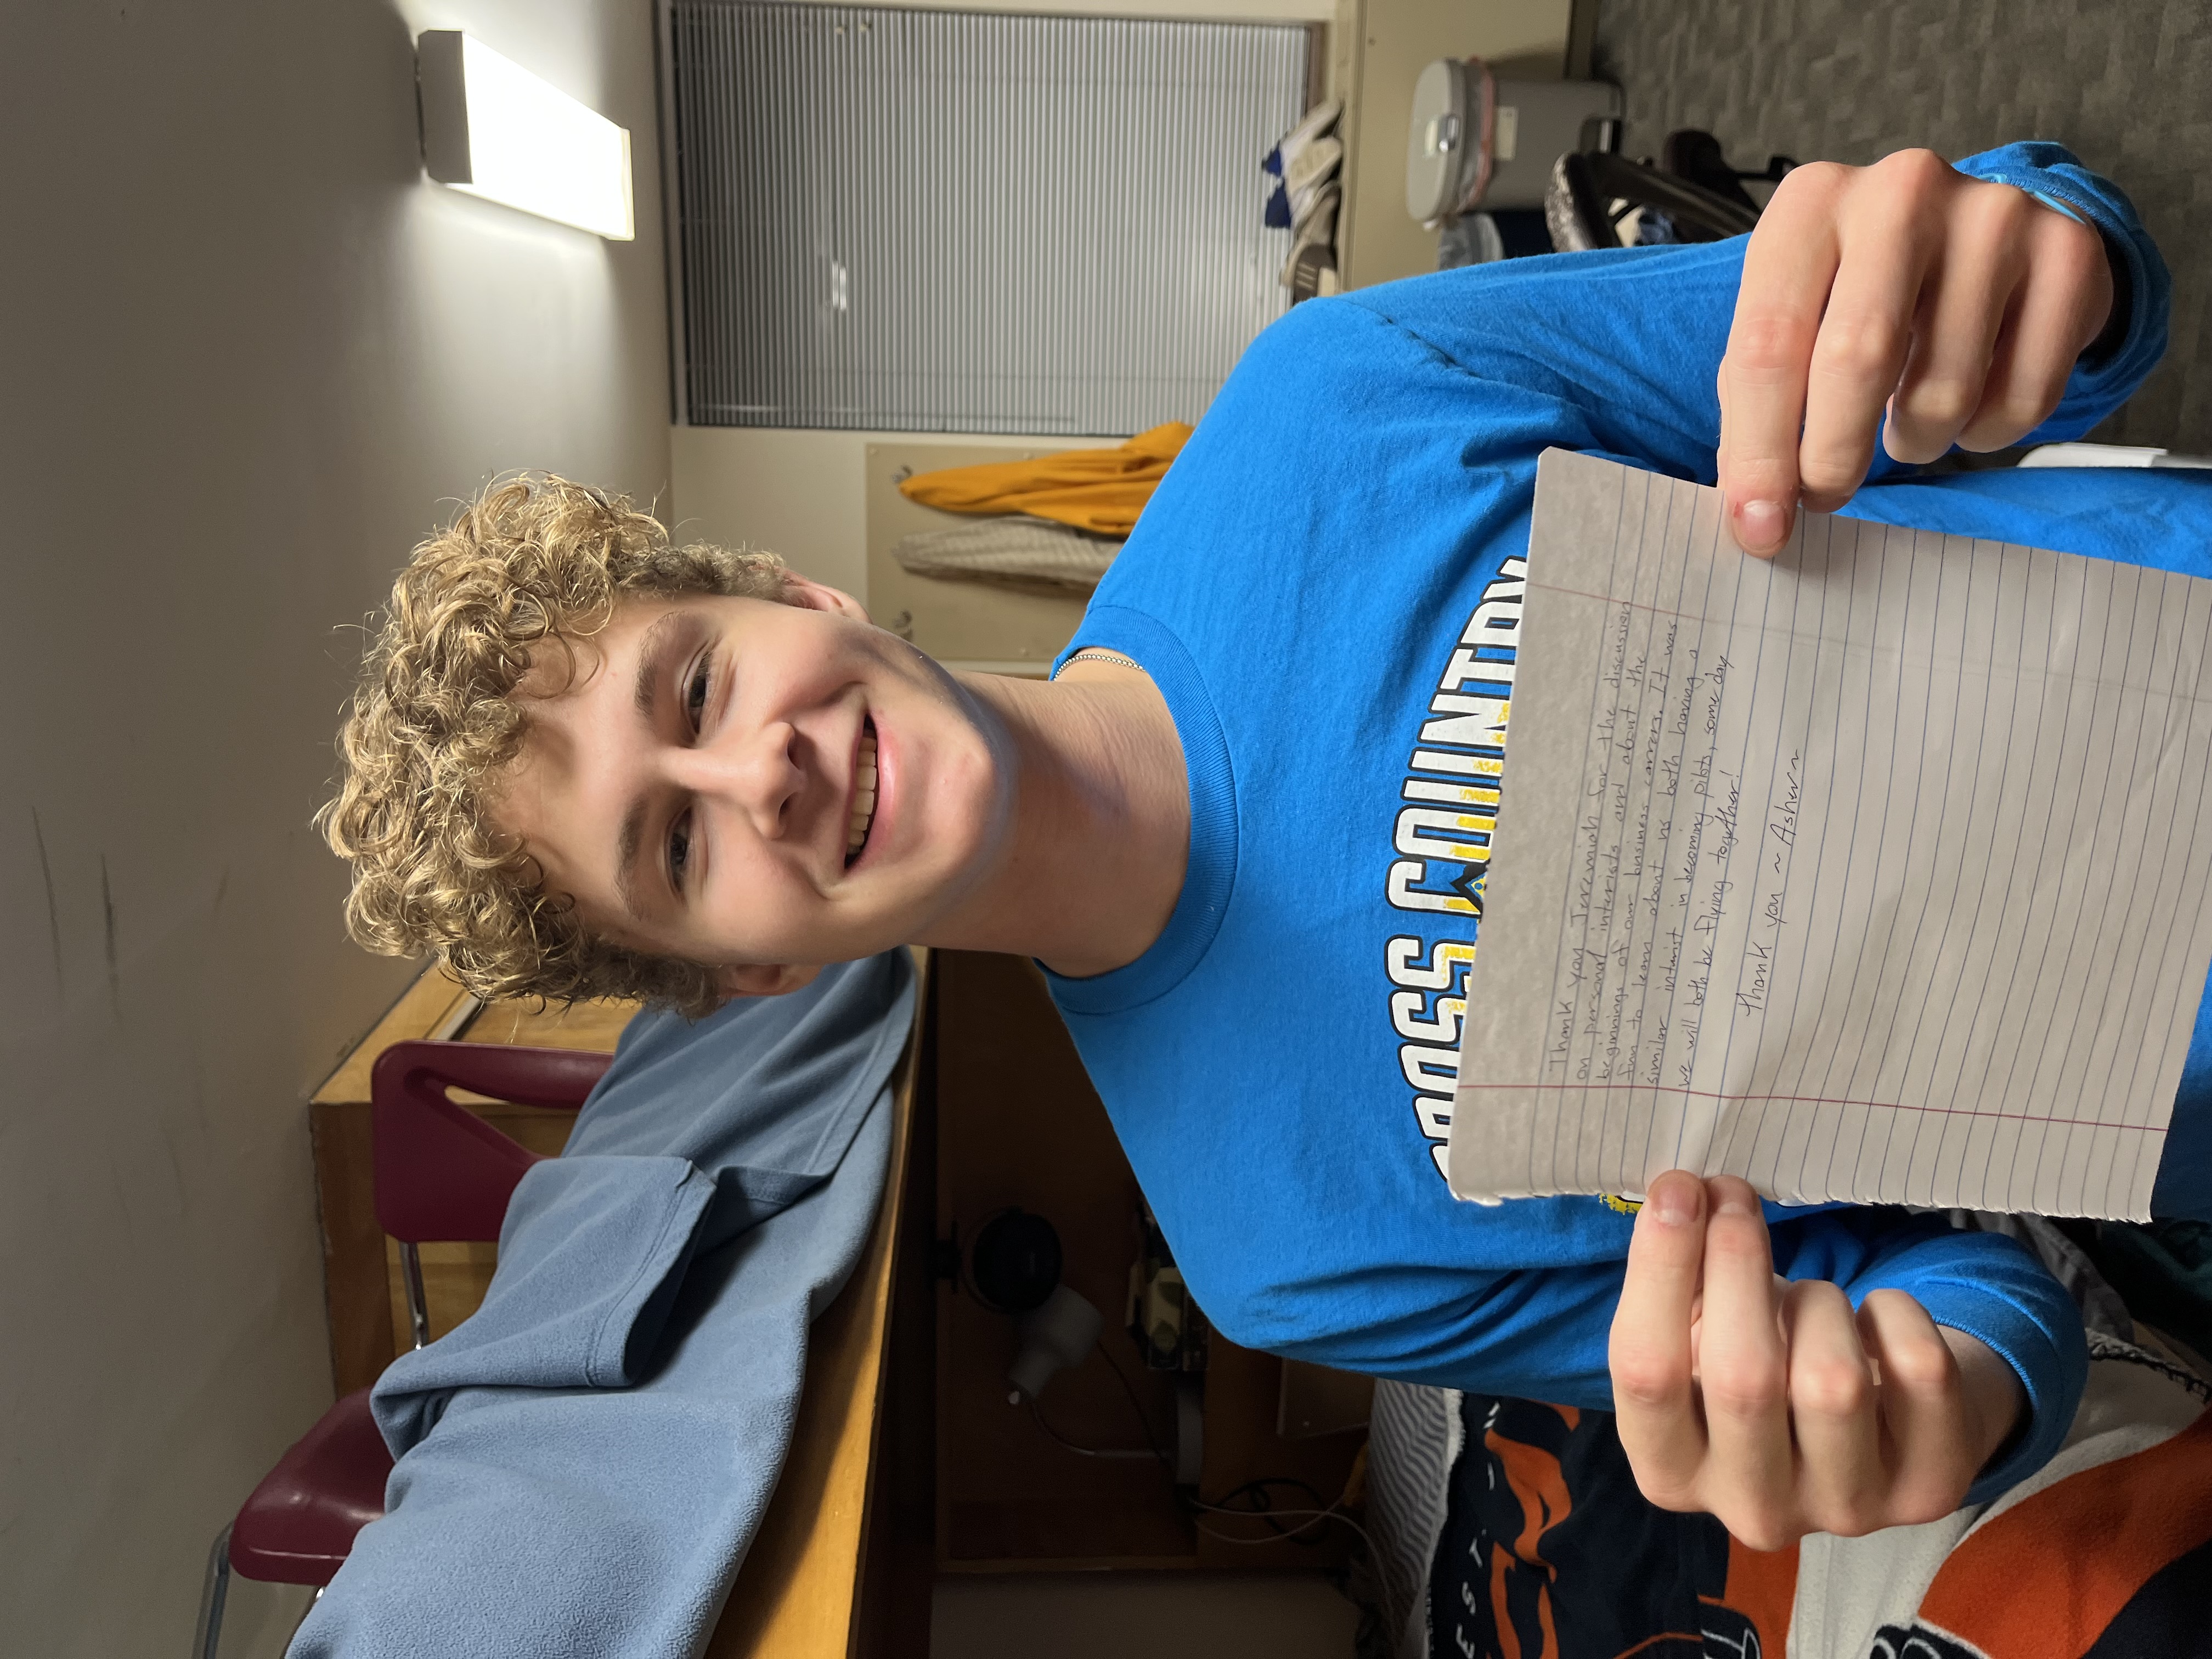 CROSS COUNTRY
EST.
Thank you Jeremiah for the discussion
on personal interists and about the
beginnings of our business carrers. It was
fun to learn about us both having a
similar intrist in becoming pilots, some day
we will both be flying together!
Thank you ~ Asher ~